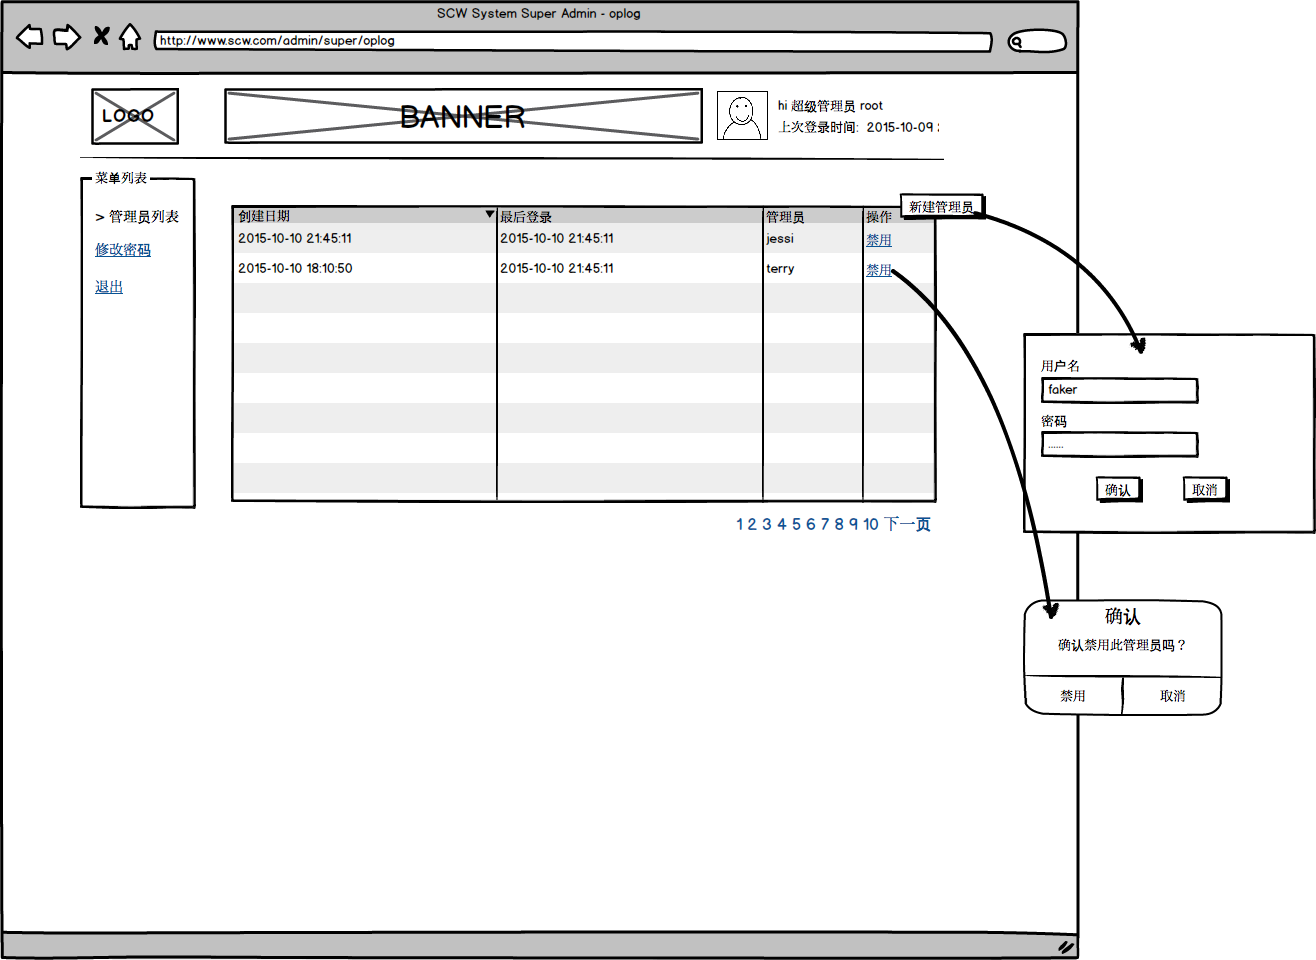 SCW System Super Admin - oplog
http://www.scw.com/admin/super/oplog
LOGO
BANNER
hi 超级管理员 root
上次登录时间: 2015-10-09
菜单列表
> 管理员列表
修改密码
退出
新建管理员
创建日期 最后登录 管理员 操作
2015-10-10 21:45:11 2015-10-10 21:45:11 jessi 禁用
2015-10-10 18:10:50 2015-10-10 21:45:11 terry 禁用
1 2 3 4 5 6 7 8 9 10 下一页
用户名
faker
密码
......
确认 取消
确认
确认禁用此管理员吗？
禁用 取消